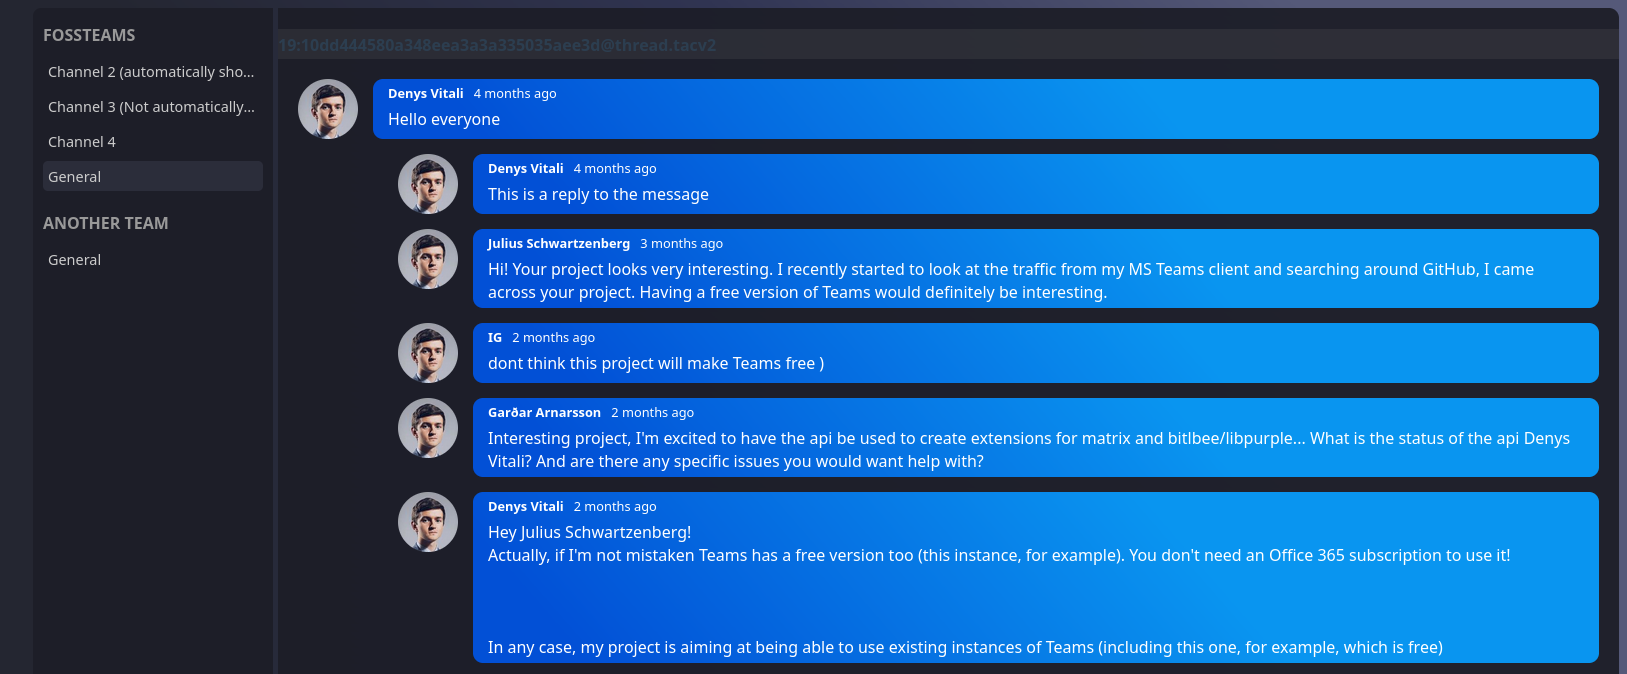 FOSSTEAMS
Channel 2 (automatically sho...
Channel 3 (Not automatically...
Channel 4
General
ANOTHER TEAM
General
19:10dd444580a348eea3a3a335035aee3d@thread.tacv2
Denys Vitali 4 months ago
Hello everyone
Denys Vitali 4 months ago
This is a reply to the message
Julius Schwartzenberg 3 months ago
Hi! Your project looks very interesting. I recently started to look at the traffic from my MS Teams client and searching around GitHub, I came
across your project. Having a free version of Teams would definitely be interesting.
IG 2 months ago
dont think this project will make Teams free )
Garðar Arnarsson 2 months ago
Interesting project, I'm excited to have the api be used to create extensions for matrix and bitlbee/libpurple... What is the status of the api Denys
Vitali? And are there any specific issues you would want help with?
Denys Vitali 2 months ago
Hey Julius Schwartzenberg!
Actually, if I'm not mistaken Teams has a free version too (this instance, for example). You don't need an Office 365 subscription to use it!
In any case, my project is aiming at being able to use existing instances of Teams (including this one, for example, which is free)